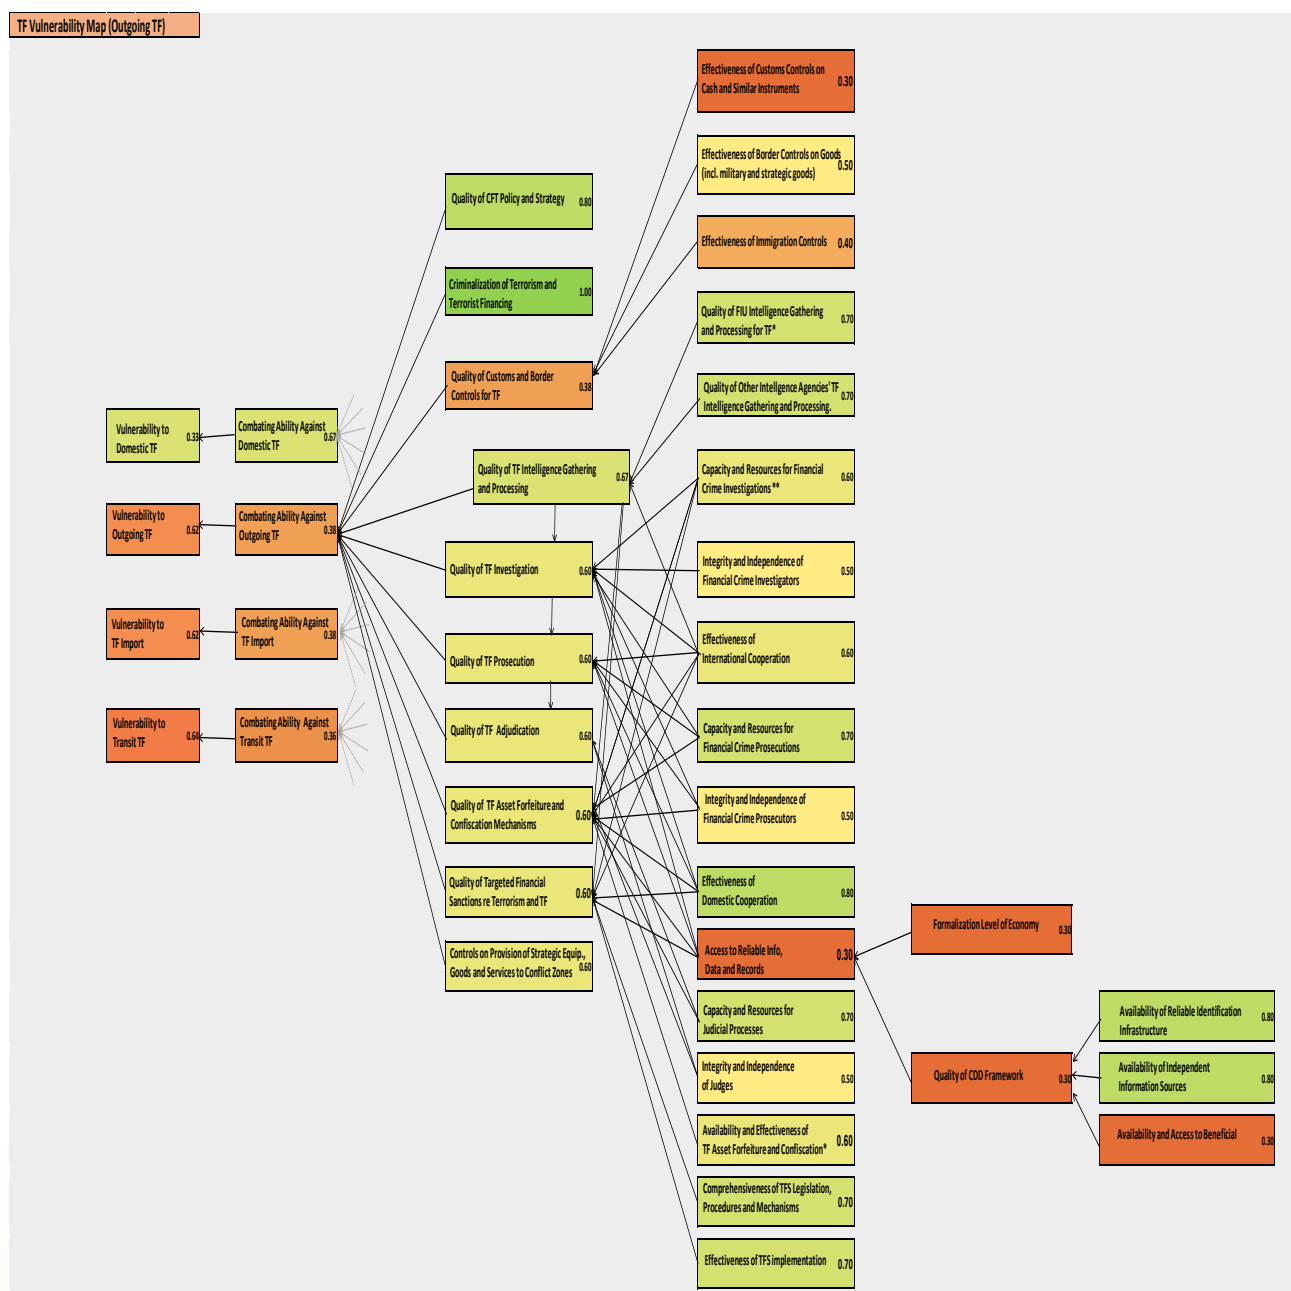 TF Vulnerability Map (Outgoing TF)
Vulnerability to
Domestic TF
0.33
Combating Ability Against
Domestic TF
0.67
Vulnerability to
Outgoing TF
0.62
Combating Ability Against
Outgoing TF
0.38
Vulnerability to
TF Import
0.62
Combating Ability Against
TF Import
0.38
Vulnerability to
Transit TF
0.64
Combating Ability Against
Transit TF
0.36
Quality of CFT Policy and Strategy 0.80
Criminalization of Terrorism and
Terrorist Financing
1.00
Quality of Customs and Border
Controls for TF
0.38
Quality of TF Intelligence Gathering
and Processing
0.67
Quality of TF Investigation 0.60
Quality of TF Prosecution 0.60
Quality of TF Adjudication 0.60
Quality of TF Asset Forfeiture and
Confiscation Mechanisms
0.60
Quality of Targeted Financial
Sanctions re Terrorism and TF
0.60
Controls on Provision of Strategic Equip.,
Goods and Services to Conflict Zones
0.60
Effectiveness of Customs Controls on
Cash and Similar Instruments
0.30
Effectiveness of Border Controls on Goods
(incl. military and strategic goods)
0.50
Effectiveness of Immigration Controls 0.40
Quality of FIU Intelligence Gathering
and Processing for TF*
0.70
Quality of Other Intellgence Agencies' TF
Intelligence Gathering and Processing.
0.70
Capacity and Resources for Financial
Crime Investigations **
0.60
Integrity and Independence of
Financial Crime Investigators
0.50
Effectiveness of
International Cooperation
0.60
Capacity and Resources for
Financial Crime Prosecutions
0.70
Integrity and Independence of
Financial Crime Prosecutors
0.50
Effectiveness of
Domestic Cooperation
0.80
Access to Reliable Info,
Data and Records
0.30
Capacity and Resources for
Judicial Processes
0.70
Integrity and Independence
of Judges
0.50
Availability and Effectiveness of
TF Asset Forfeiture and Confiscation*
0.60
Comprehensiveness of TFS Legislation,
Procedures and Mechanisms
0.70
Effectiveness of TFS implementation 0.70
Formalization Level of Economy 0.30
Quality of CDD Framework 0.30
Availability of Reliable Identification
Infrastructure
0.80
Availability of Independent
Information Sources
0.80
Availability and Access to Beneficial 0.30